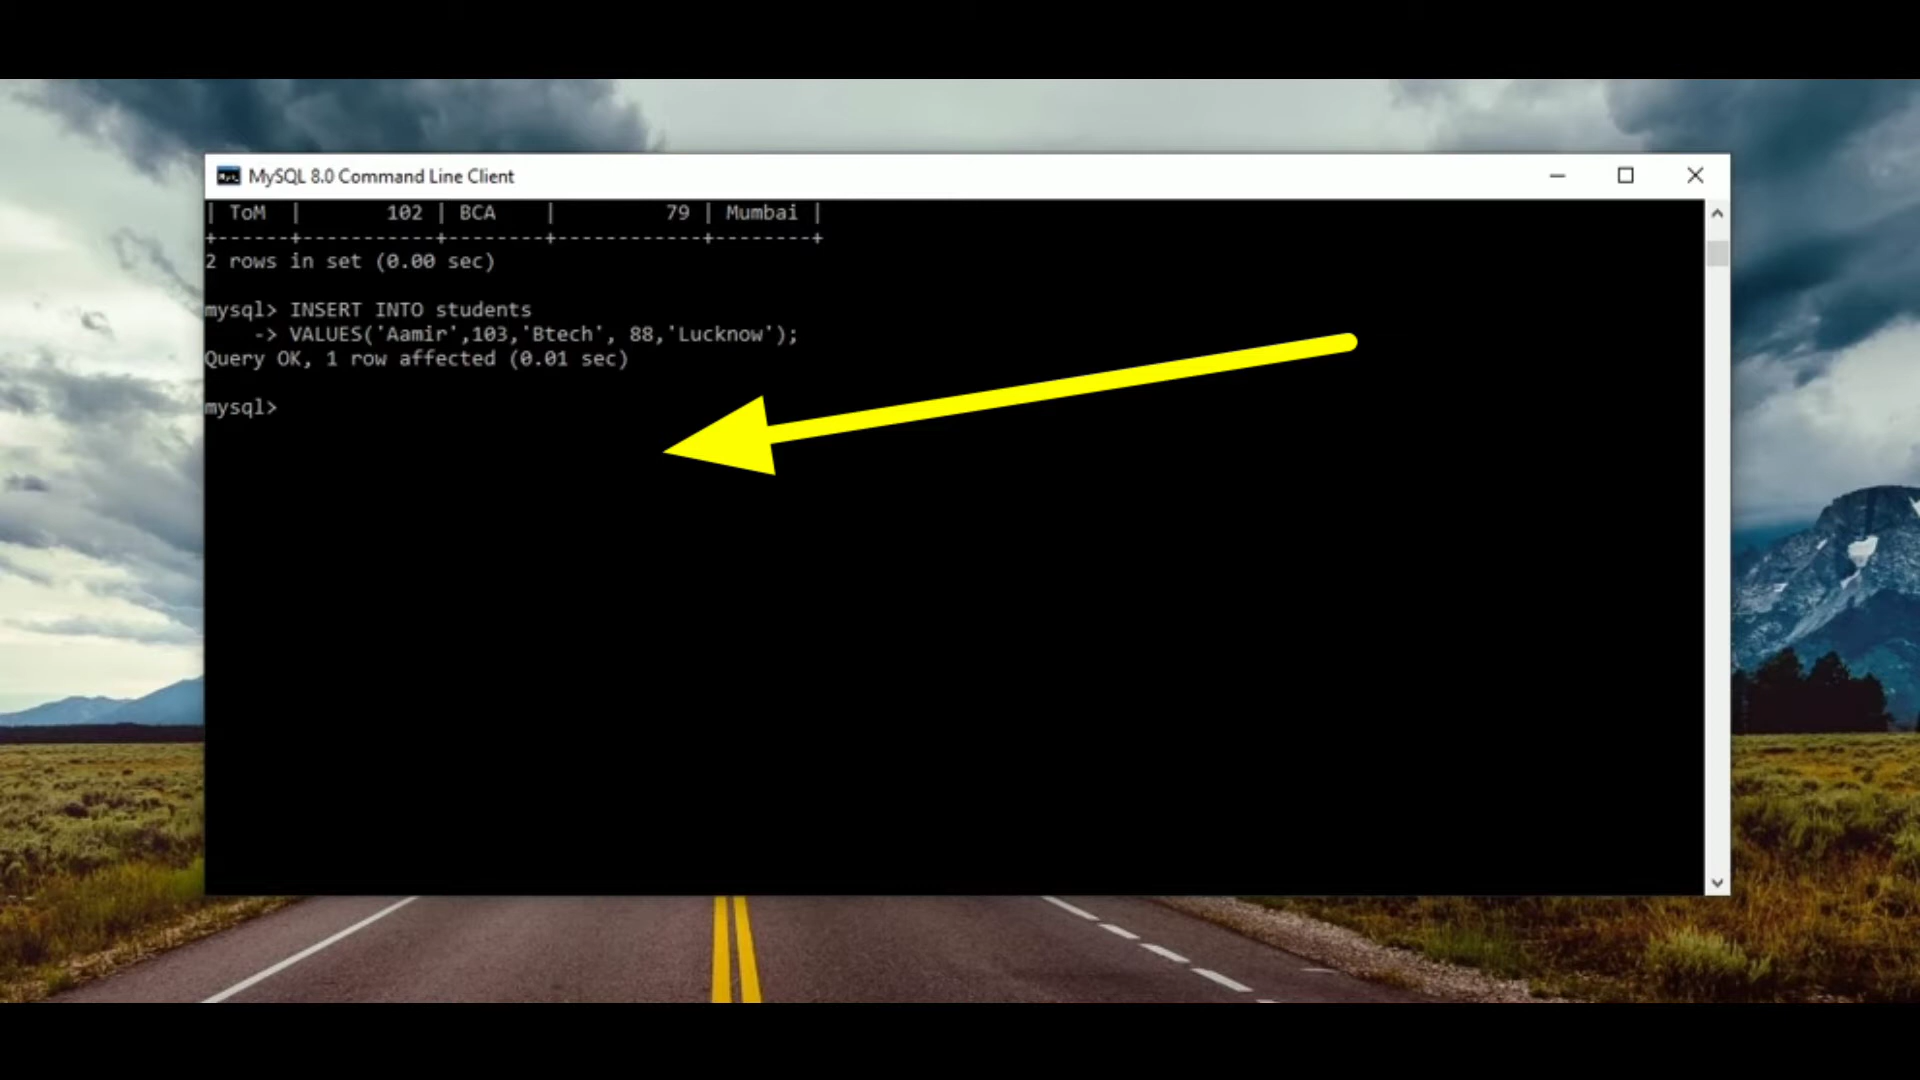 MySQL 8.0 Command Line Client
| ToM  |       102 | BCA    |         79 | Mumbai |
+------+-----------+--------+------------+--------+
2 rows in set (0.00 sec)
mysql> INSERT INTO students
    -> VALUES('Aamir',103,'Btech', 88,'Lucknow');
Query OK, 1 row affected (0.01 sec)
mysql>